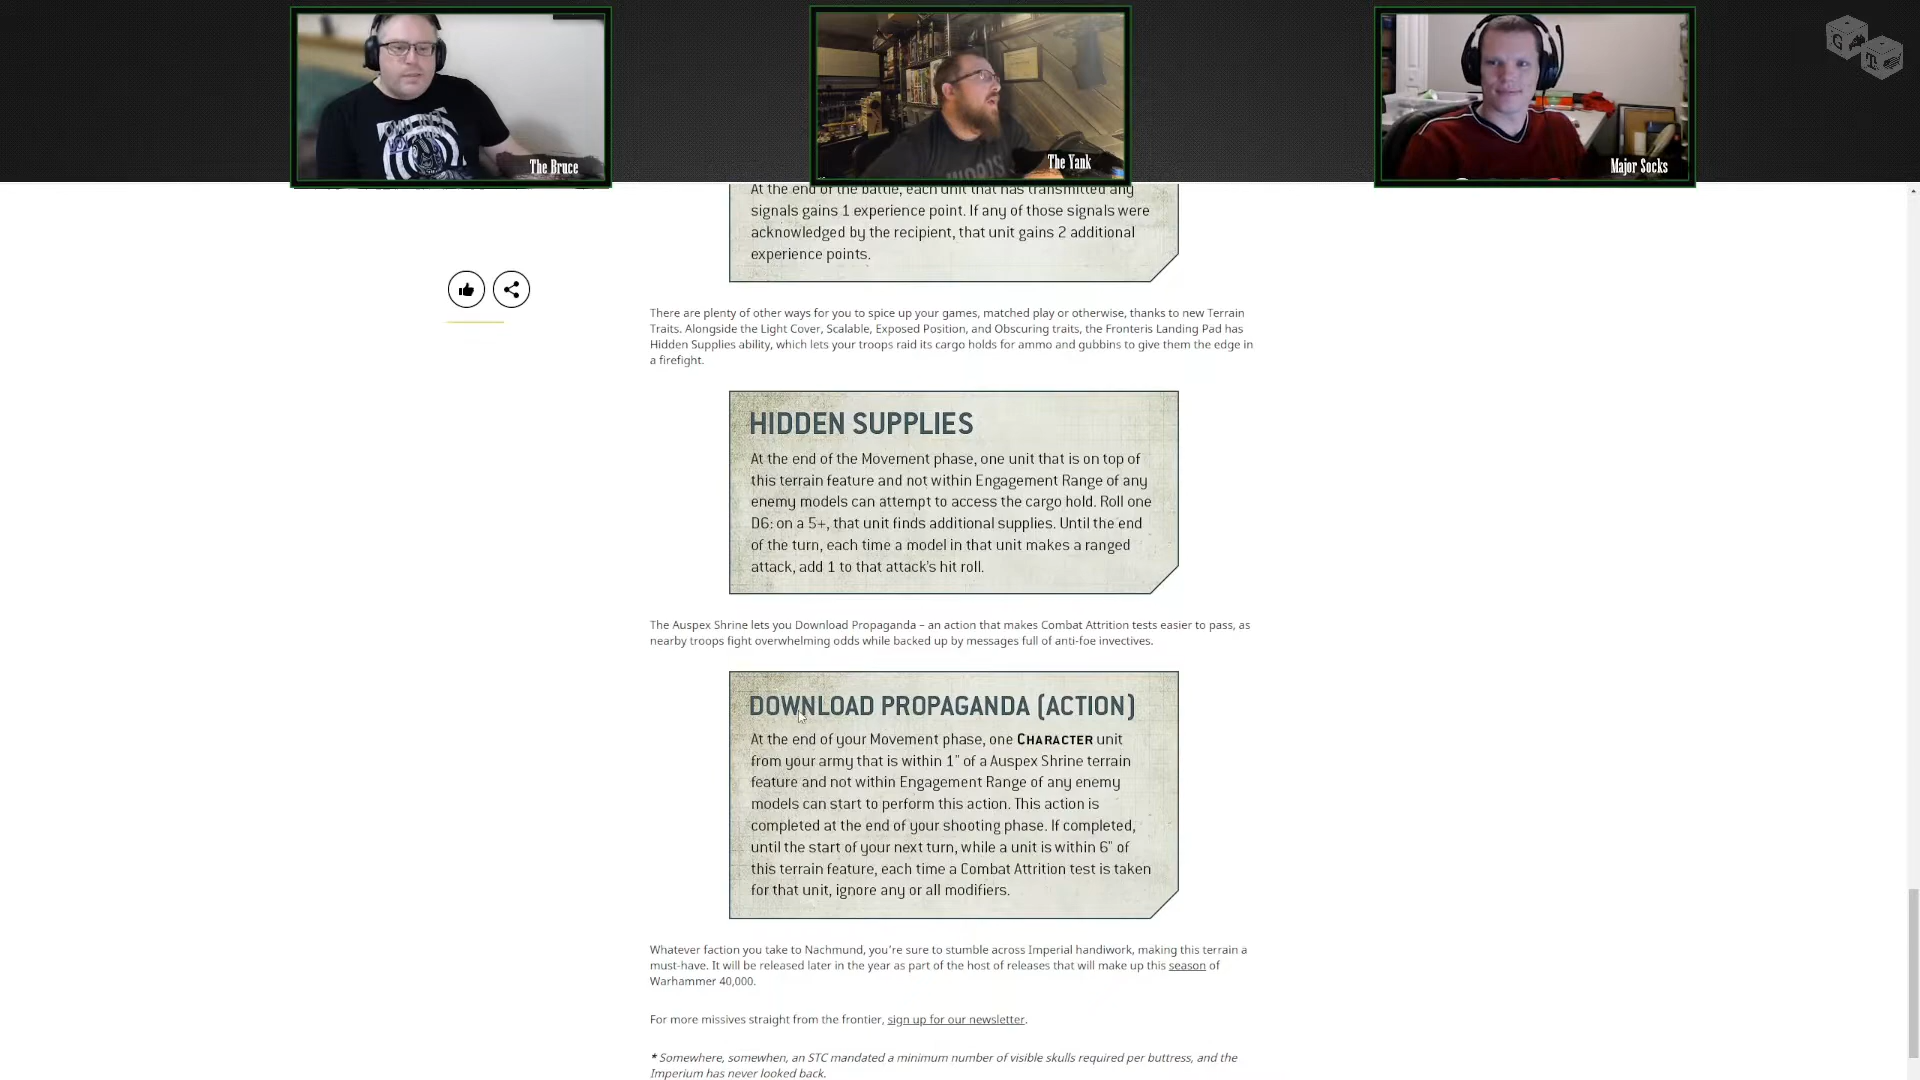 The Bruce
The Yank
Major Socks
At the end of the battle, each unit that has transmitted any
signals gains 1 experience point. If any of those signals were
acknowledged by the recipient, that unit gains 2 additional
experience points.
There are plenty of other ways for you to spice up your games, matched play or otherwise, thanks to new Terrain
Traits. Alongside the Light Cover, Scalable, Exposed Position, and Obscuring traits, the Fronteris Landing Pad has
Hidden Supplies ability, which lets your troops raid its cargo holds for ammo and gubbins to give them the edge in
a firefight.
HIDDEN SUPPLIES
At the end of the Movement phase, one unit that is on top of
this terrain feature and not within Engagement Range of any
enemy models can attempt to access the cargo hold. Roll one
D6: on a 5+, that unit finds additional supplies. Until the end
of the turn, each time a model in that unit makes a ranged
attack, add 1 to that attack's hit roll.
The Auspex Shrine lets you Download Propaganda – an action that makes Combat Attrition tests easier to pass, as
nearby troops fight overwhelming odds while backed up by messages full of anti-foe invectives.
DOWNLOAD PROPAGANDA (ACTION)
At the end of your Movement phase, one CHARACTER unit
from your army that is within 1" of a Auspex Shrine terrain
feature and not within Engagement Range of any enemy
models can start to perform this action. This action is
completed at the end of your shooting phase. If completed,
until the start of your next turn, while a unit is within 6" of
this terrain feature, each time a Combat Attrition test is taken
for that unit, ignore any or all modifiers.
Whatever faction you take to Nachmund, you're sure to stumble across Imperial handiwork, making this terrain a
must-have. It will be released later in the year as part of the host of releases that will make up this season of
Warhammer 40,000.
For more missives straight from the frontier, sign up for our newsletter.
* Somewhere, somewhen, an STC mandated a minimum number of visible skulls required per buttress, and the
Imperium has never looked back.